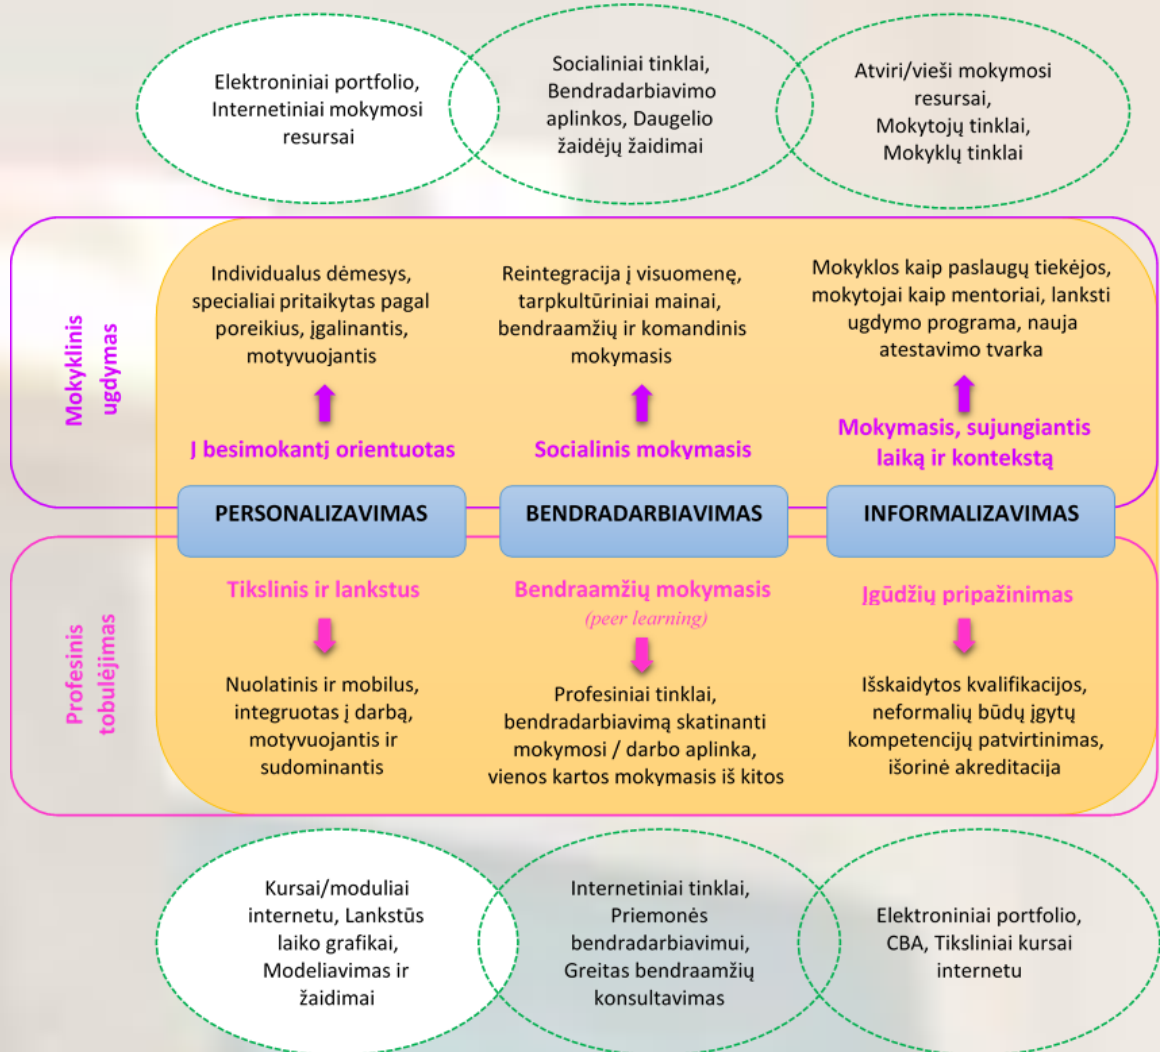 Elektroniniai portfolio,
Internetiniai mokymosi
resursai
Socialiniai tinklai,
Bendradarbiavimo
aplinkos, Daugelio
žaidėjų žaidimai
Atviri/vieši mokymosi
resursai,
Mokytojų tinklai,
Mokyklų tinklai
Mokyklinis
ugdymas
Individualus dėmesys,
specialiai pritaikytas pagal
poreikius, įgalinantis,
motyvuojantis
Reintegracija į visuomenę,
tarpkultūriniai mainai,
bendraamžių ir komandinis
mokymasis
Mokyklos kaip paslaugų tiekėjos,
mokytojai kaip mentoriai, lanksti
ugdymo programa, nauja
atestavimo tvarka
Į besimokantį orientuotas
Socialinis mokymasis
Mokymasis, sujungiantis
laiką ir kontekstą
PERSONALIZAVIMAS
BENDRADARBIAVIMAS
INFORMALIZAVIMAS
Profesinis
tobulėjimas
Tikslinis ir lankstus
Bendraamžių mokymasis
(peer learning)
Įgūdžių pripažinimas
Nuolatinis ir mobilus,
integruotas į darbą,
motyvuojantis ir
sudominantis
Profesiniai tinklai,
bendradarbiavimą skatinanti
mokymosi / darbo aplinka,
vienos kartos mokymasis iš kitos
Išskaidytos kvalifikacijos,
neformalių būdų įgytų
kompetencijų patvirtinimas,
išorinė akreditacija
Kursai/moduliai
internetu, Lankstūs
laiko grafikai,
Modeliavimas ir
žaidimai
Internetiniai tinklai,
Priemonės
bendradarbiavimui,
Greitas bendraamžių
konsultavimas
Elektroniniai portfolio,
CBA, Tiksliniai kursai
internetu